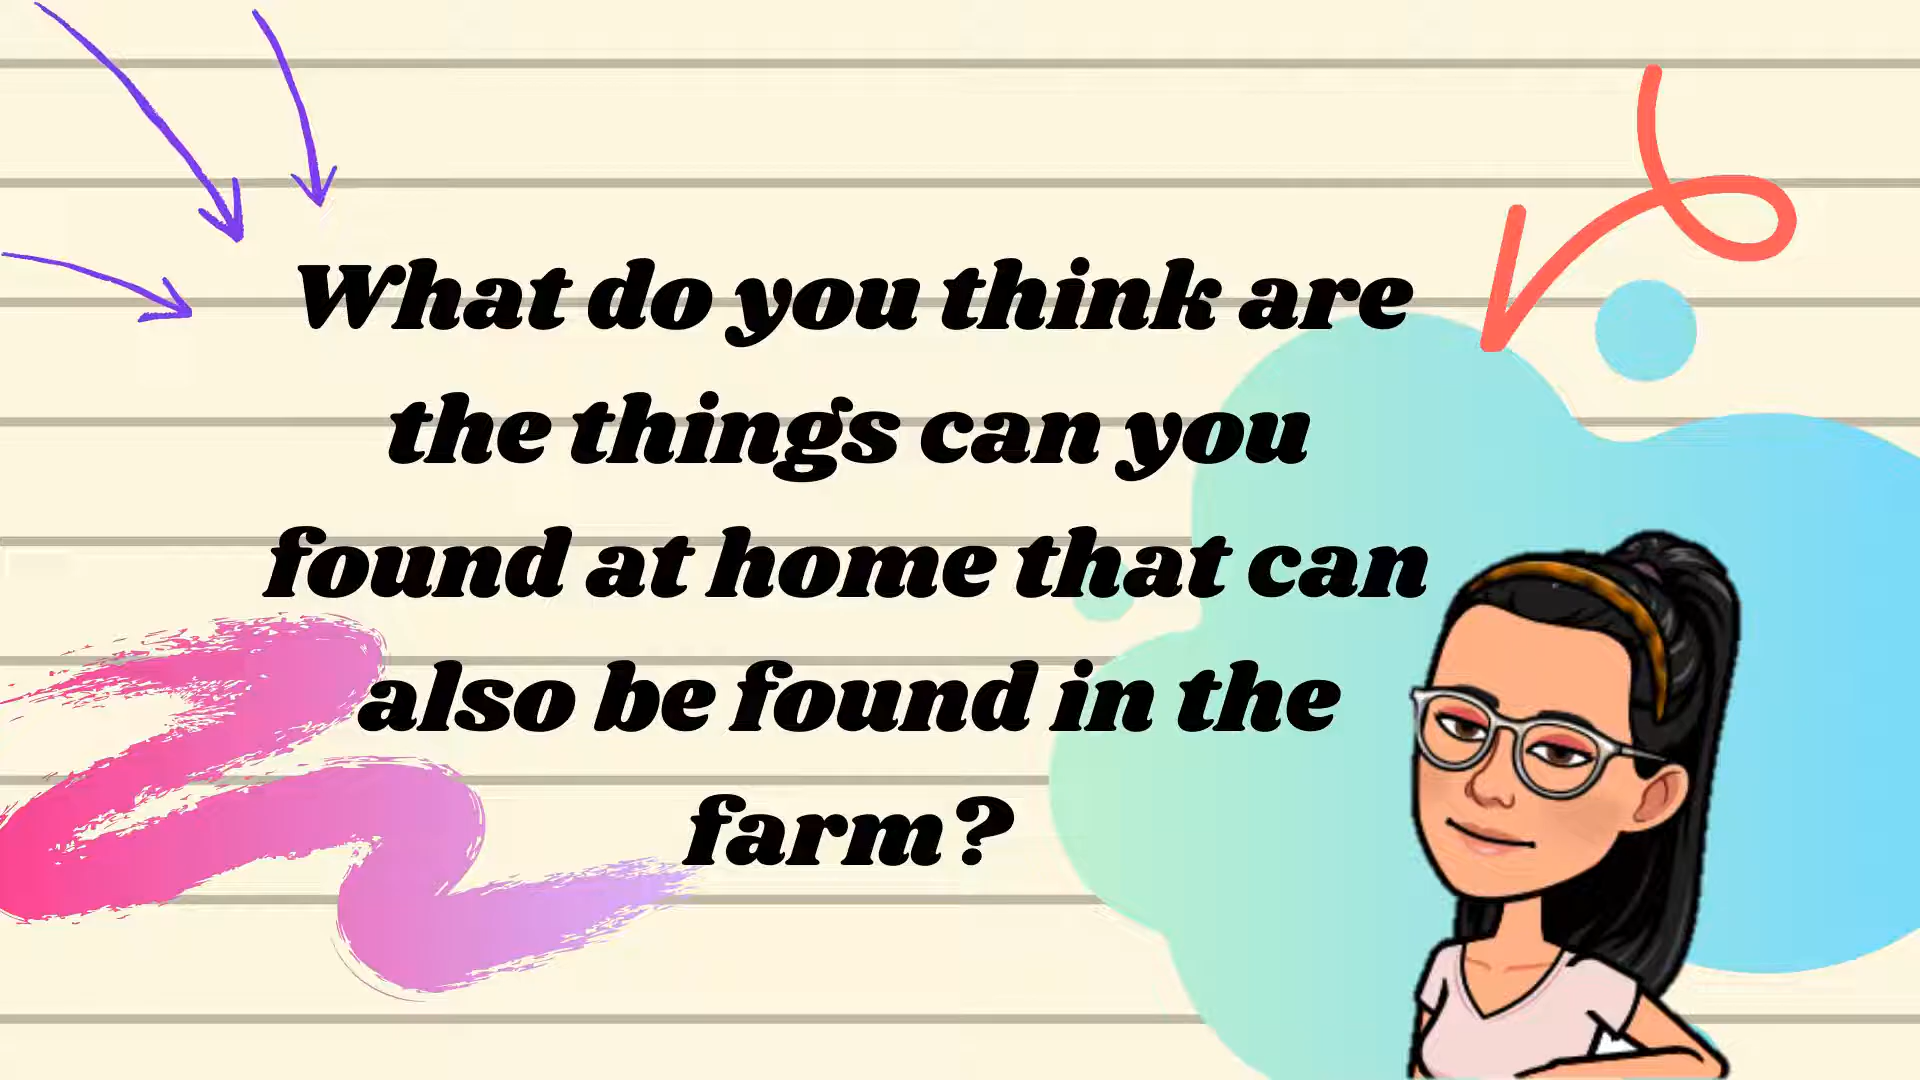 What do you think are
the things can you
found at home that can
also be found in the
farm?